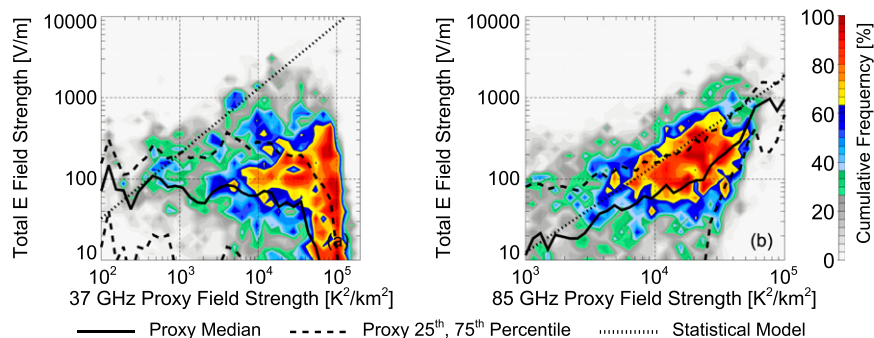 Total E Field Strength [V/m]
10000
1000
100
10
10² 10³ 10⁴ 10⁵
37 GHz Proxy Field Strength [K²/km²]
(a)
Total E Field Strength [V/m]
10000
1000
100
10
10³ 10⁴ 10⁵
85 GHz Proxy Field Strength [K²/km²]
(b)
100
80
60
40
20
0
Cumulative Frequemncy [%]
Proxy Median Proxy 25th, 75th Percentile Statistical Model